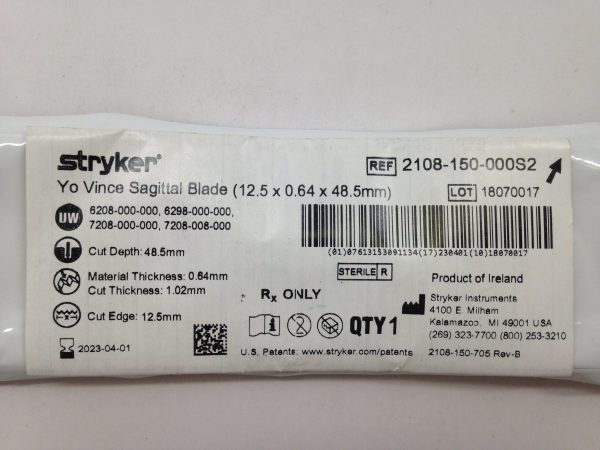 stryker®
REF 2108-150-000S2
Yo Vince Sagittal Blade (12.5 x 0.64 x 48.5mm)
LOT 18070017
UW 6208-000-000, 6298-000-000,
7208-000-000, 7208-008-000
Cut Depth: 48.5mm
(01)07613153091134(17)230401(10)18070017
Material Thickness: 0.64mm
Cut Thickness: 1.02mm
STERILE R
Product of Ireland
Rx ONLY
Stryker Instruments
4100 E. Milham
Kalamazoo, MI 49001 USA
(269) 323-7700 (800) 253-3210
Cut Edge: 12.5mm
QTY 1
2023-04-01
U.S. Patents: www.stryker.com/patents
2108-150-705 Rev-B